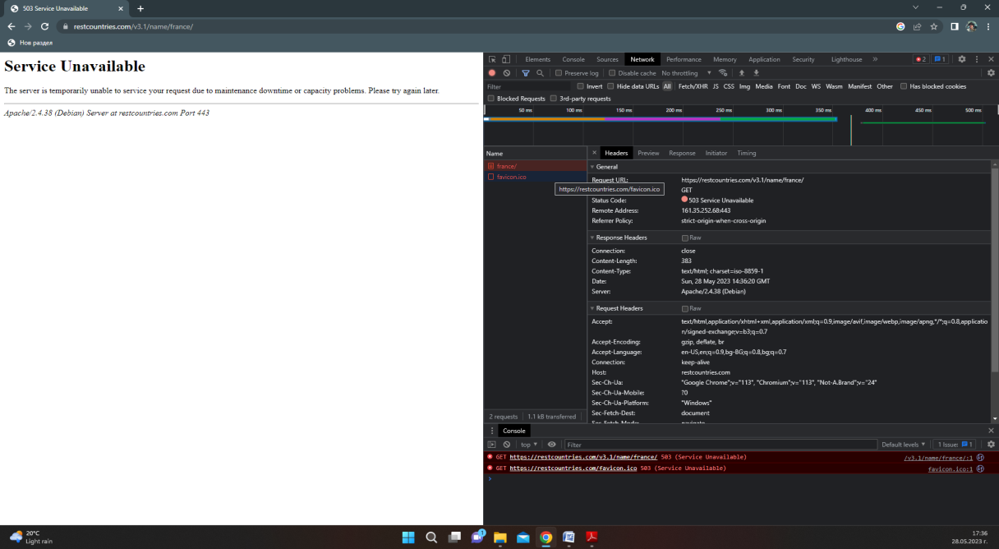 503 Service Unavailable
restcountries.com/v3.1/name/france/
Нов раздел
Service Unavailable
The server is temporarily unable to service your request due to maintenance downtime or capacity problems. Please try again later.
Apache/2.4.38 (Debian) Server at restcountries.com Port 443
Elements Console Sources Network Performance Memory Application Security Lighthouse » 2 1
Preserve log Disable cache No throttling
Filter Invert Hide data URLs All Fetch/XHR JS CSS Img Media Font Doc WS Wasm Manifest Other Has blocked cookies
Blocked Requests 3rd-party requests
50 ms 100 ms 150 ms 200 ms 250 ms 300 ms 350 ms 400 ms 450 ms 500 ms
Name
france/
favicon.ico
https://restcountries.com/favicon.ico
2 requests 1.1 kB transferred
Headers Preview Response Initiator Timing
General
Request URL: https://restcountries.com/v3.1/name/france/
GET
Status Code: 503 Service Unavailable
Remote Address: 161.35.252.68:443
Referrer Policy: strict-origin-when-cross-origin
Response Headers Raw
Connection: close
Content-Length: 383
Content-Type: text/html; charset=iso-8859-1
Date: Sun, 28 May 2023 14:36:20 GMT
Server: Apache/2.4.38 (Debian)
Request Headers Raw
Accept: text/html,application/xhtml+xml,application/xml;q=0.9,image/avif,image/webp,image/apng,*/*;q=0.8,applicatio
n/signed-exchange;v=b3;q=0.7
Accept-Encoding: gzip, deflate, br
Accept-Language: en-US,en;q=0.9,bg-BG;q=0.8,bg;q=0.7
Connection: keep-alive
Host: restcountries.com
Sec-Ch-Ua: "Google Chrome";v="113", "Chromium";v="113", "Not-A.Brand";v="24"
Sec-Ch-Ua-Mobile: ?0
Sec-Ch-Ua-Platform: "Windows"
Sec-Fetch-Dest: document
Sec-Fetch-Mode: navigate
Console
top Filter Default levels 1 Issue: 1
GET https://restcountries.com/v3.1/name/france/ 503 (Service Unavailable) /v3.1/name/france/:1
GET https://restcountries.com/favicon.ico 503 (Service Unavailable) favicon.ico:1
20°C
Light rain
1
17:36
28.05.2023 г.